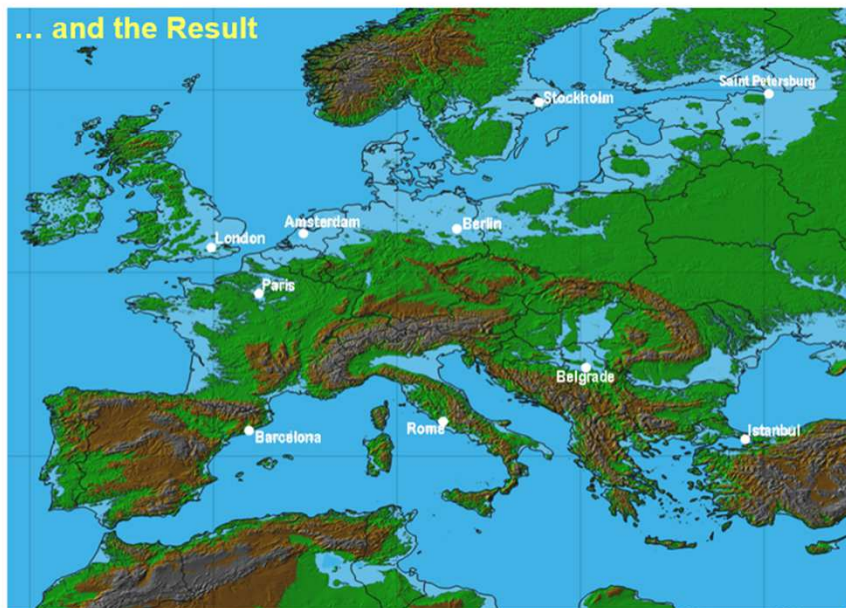 ... and the Result
Saint Petersburg
Stockholm
Amsterdam
Berlin
London
Paris
Belgrade
Rome
Barcelona
Istanbul